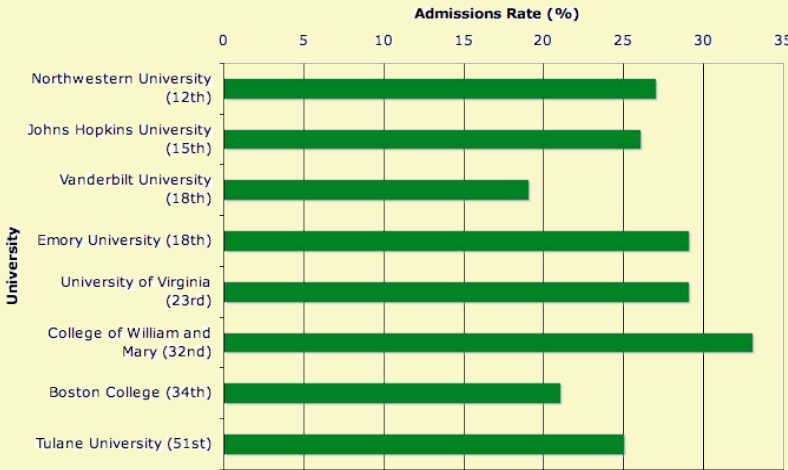 Admissions Rate (%)
0 5 10 15 20 25 30 35
Northwestern University
(12th)
Johns Hopkins University
(15th)
Vanderbilt University
(18th)
Emory University (18th)
University of Virginia
(23rd)
College of William and
Mary (32nd)
Boston College (34th)
Tulane University (51st)
University